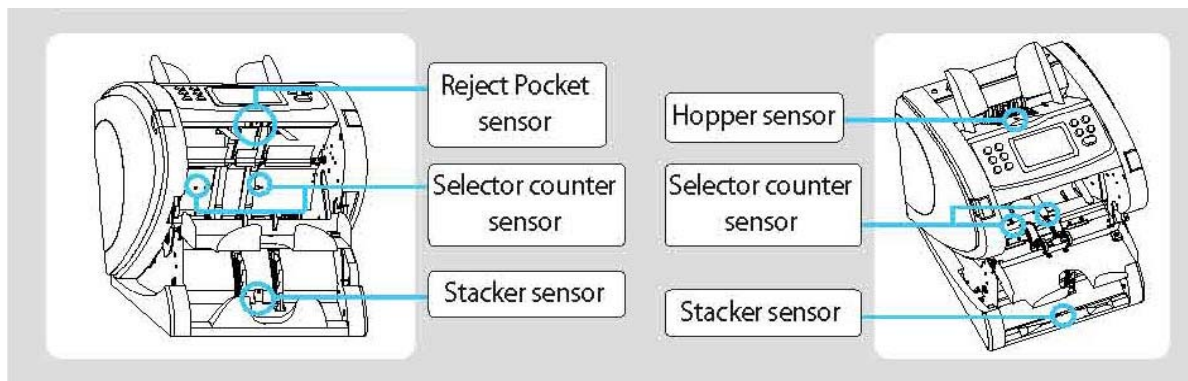 Reject Pocket
sensor
Selector counter
sensor
Stacker sensor
Hopper sensor
Selector counter
sensor
Stacker sensor